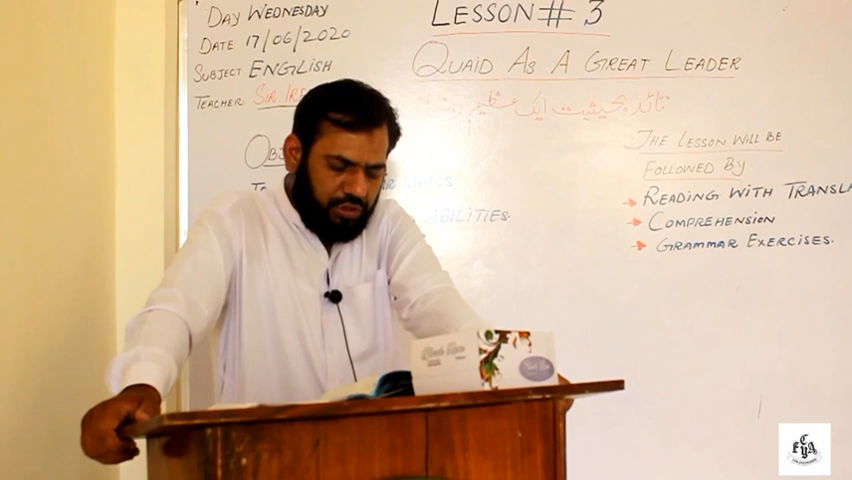 DAY WEDNESDAY
DATE 17/06/2020
SUBJECT ENGLISH
TEACHER: SIR
LESSON # 3
QUAID AS A GREAT LEADER
قائد بحیثیت ایک عظیم
THE LESSON WILL BE
FOLLOWED BY
→ READING WITH
→ COMPREHENSION
→ GRAMMAR EXERCISES.
ABILITIES.